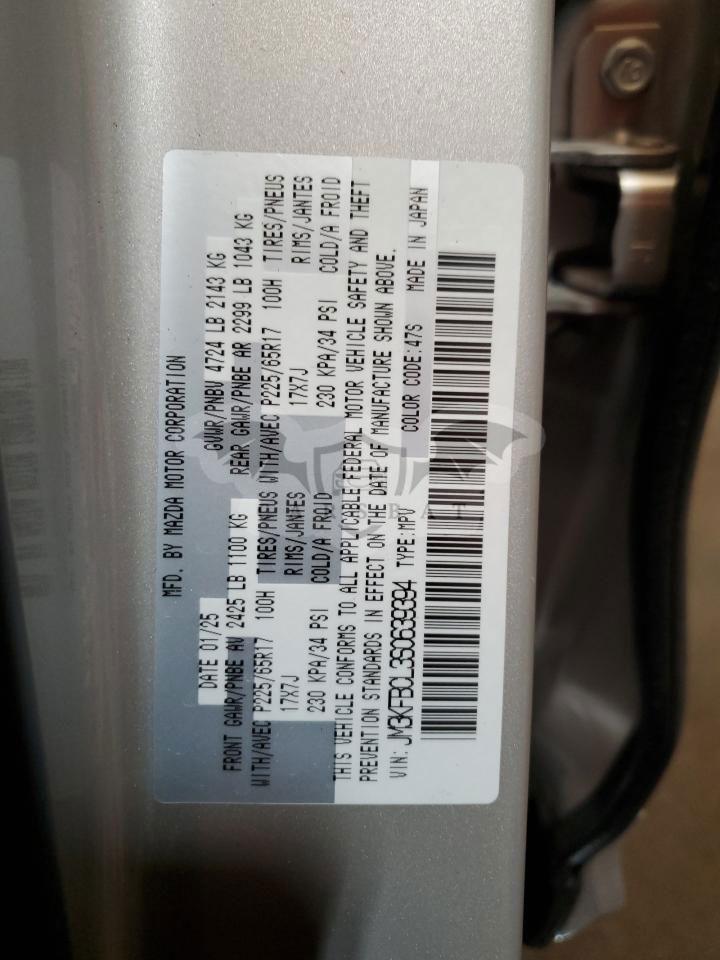 MFD. BY MAZDA MOTOR CORPORATION
DATE 01/25 GVWR/PNBV 4724 LB 2143 KG
FRONT GAWR/PNBE AV 2425 LB 1100 KG REAR GAWR/PNBE AR 2299 LB 1043 KG
WITH/AVEC P225/65R17 100H TIRES/PNEUS WITH/AVEC P225/65R17 100H TIRES/PNEUS
17X7J RIMS/JANTES 17X7J RIMS/JANTES
230 KPA/34 PSI COLD/A FROID 230 KPA/34 PSI COLD/A FROID
THIS VEHICLE CONFORMS TO ALL APPLICABLE FEDERAL MOTOR VEHICLE SAFETY AND THEFT
PREVENTION STANDARDS IN EFFECT ON THE DATE OF MANUFACTURE SHOWN ABOVE.
VIN: JM3KFBCL3S0639394 TYPE:MPV COLOR CODE:47S MADE IN JAPAN